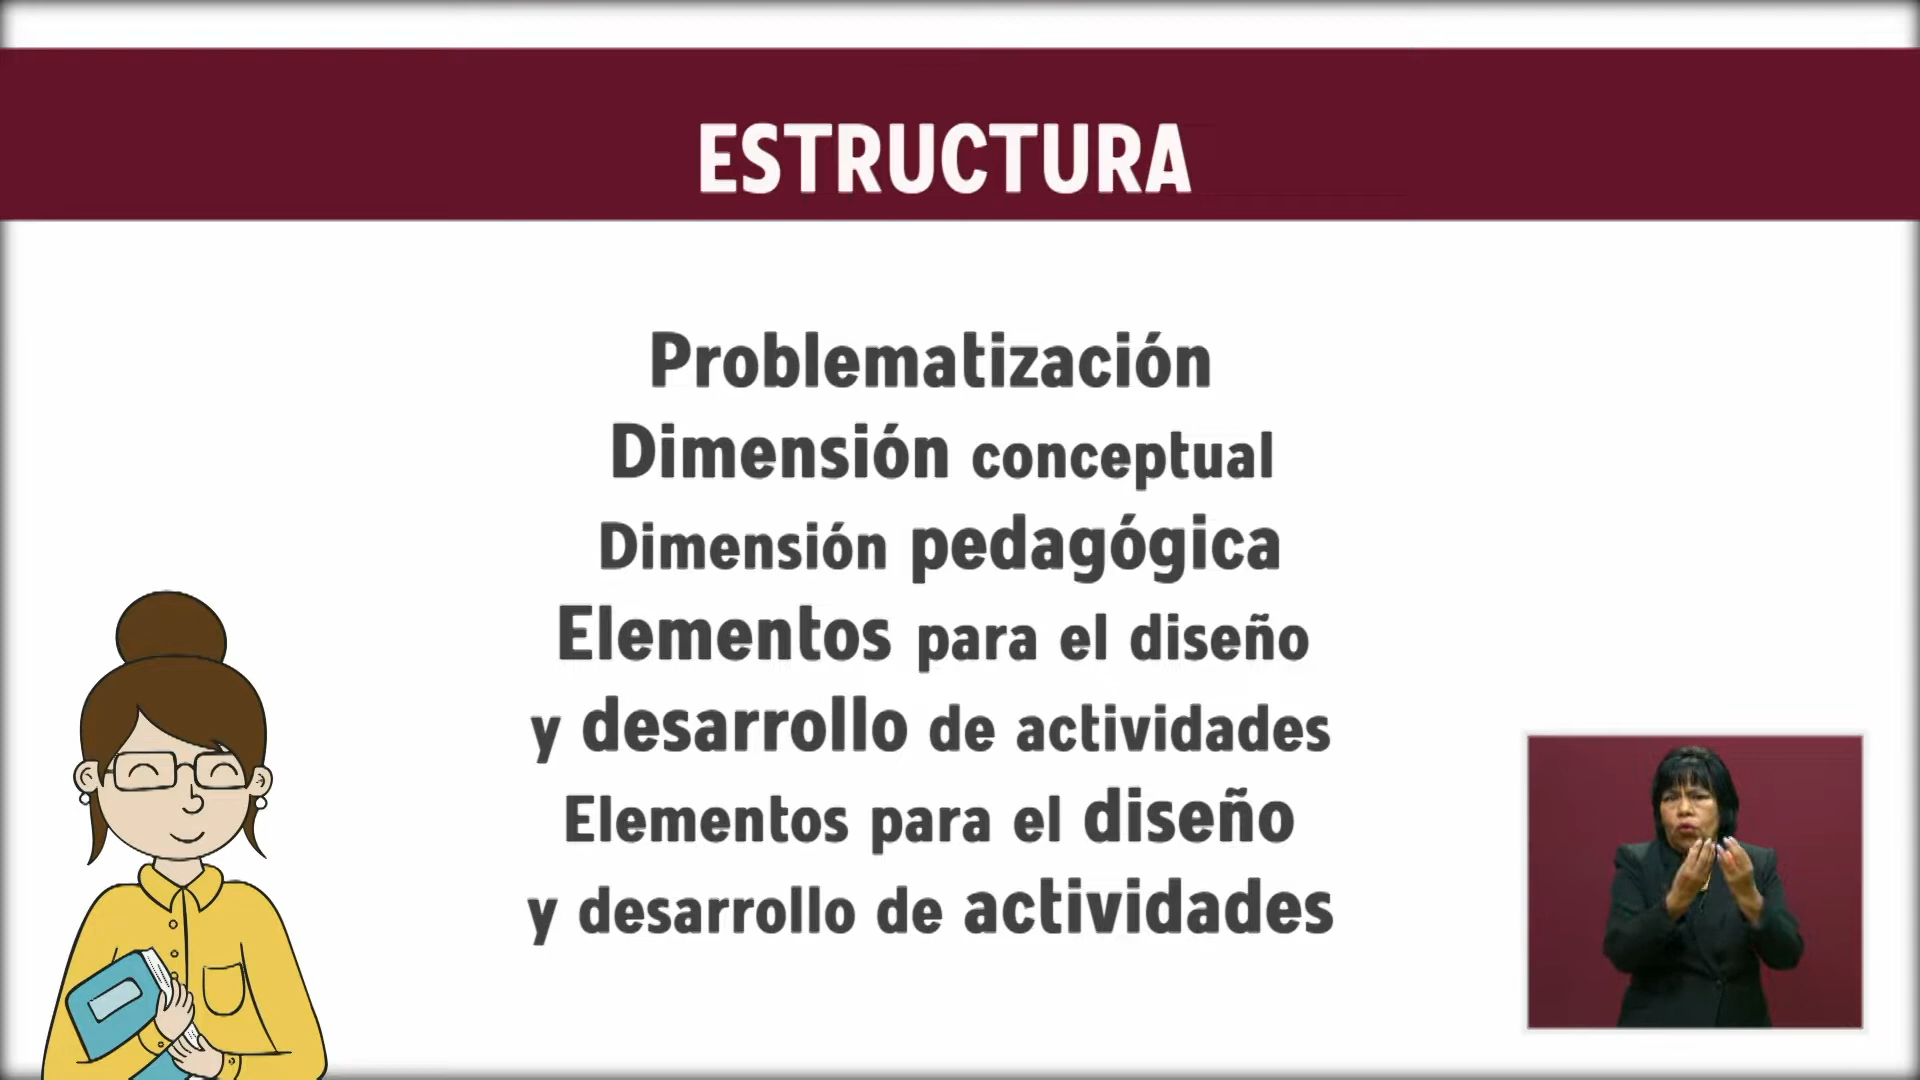 ESTRUCTURA
Problematización
Dimensión conceptual
Dimensión pedagógica
Elementos para el diseño
y desarrollo de actividades
Elementos para el diseño
y desarrollo de actividades